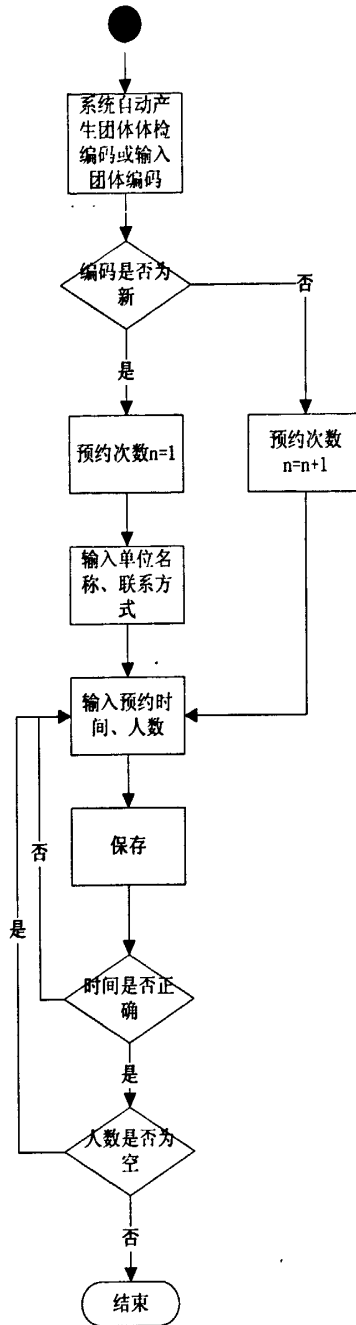 系统自动产
生团体体检
编码或输入
团体编码
编码是否为
新
否
是
预约次数n=1
预约次数
n=n+1
输入单位名
称、联系方
式
输入预约时
间、人数
保存
否
是
时间是否正
确
是
人数是否为
空
否
结束